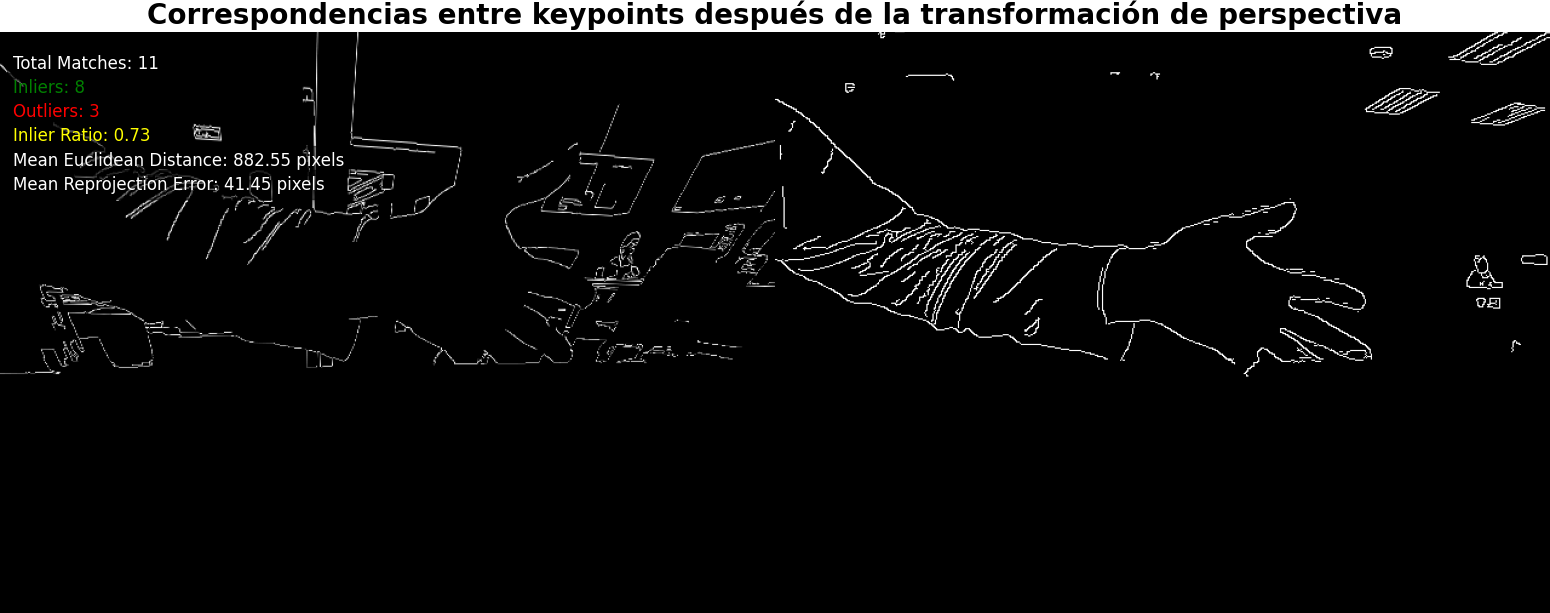 Correspondencias entre keypoints después de la transformación de perspectiva
Total Matches: 11
Inliers: 8
Outliers: 3
Inlier Ratio: 0.73
Mean Euclidean Distance: 882.55 pixels
Mean Reprojection Error: 41.45 pixels